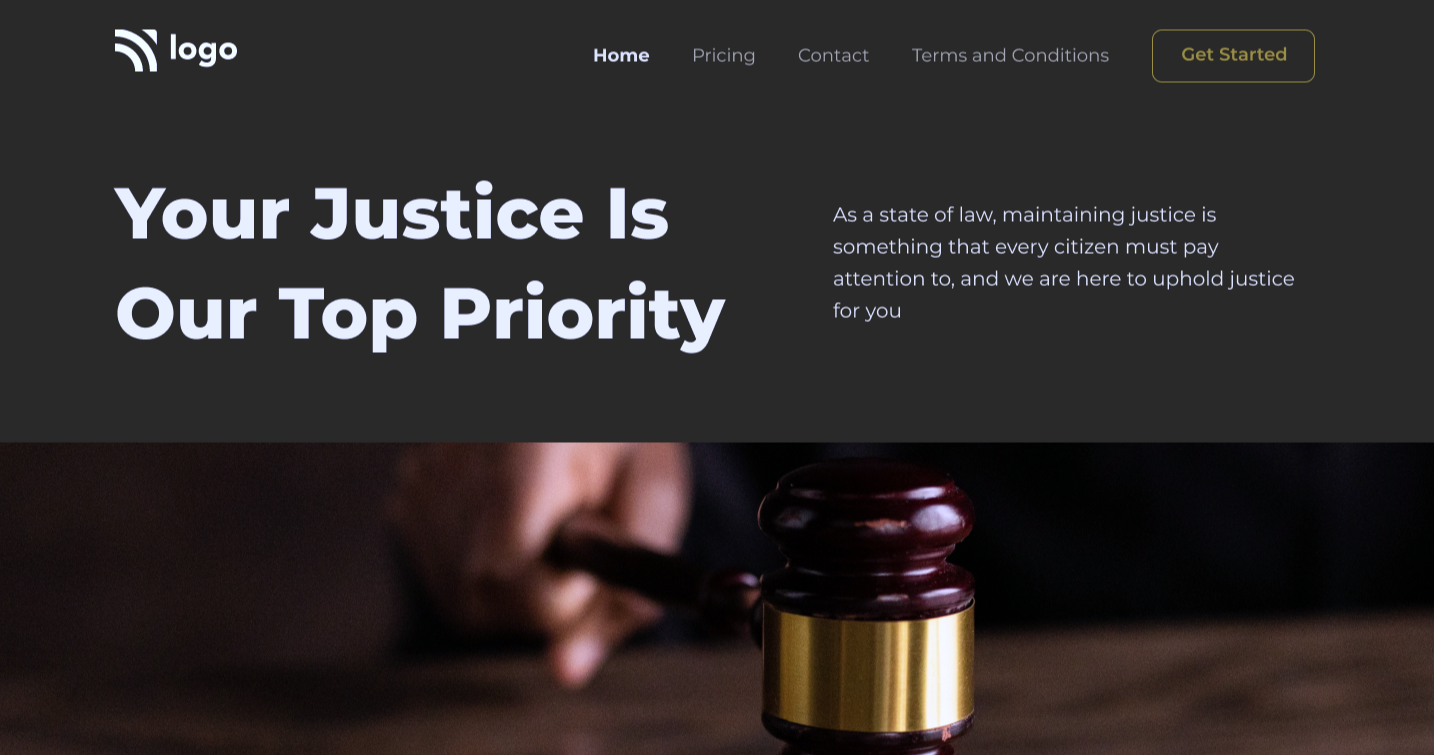 logo
Home Pricing Contact Terms and Conditions Get Started
Your Justice Is
Our Top Priority
As a state of law, maintaining justice is
something that every citizen must pay
attention to, and we are here to uphold justice
for you